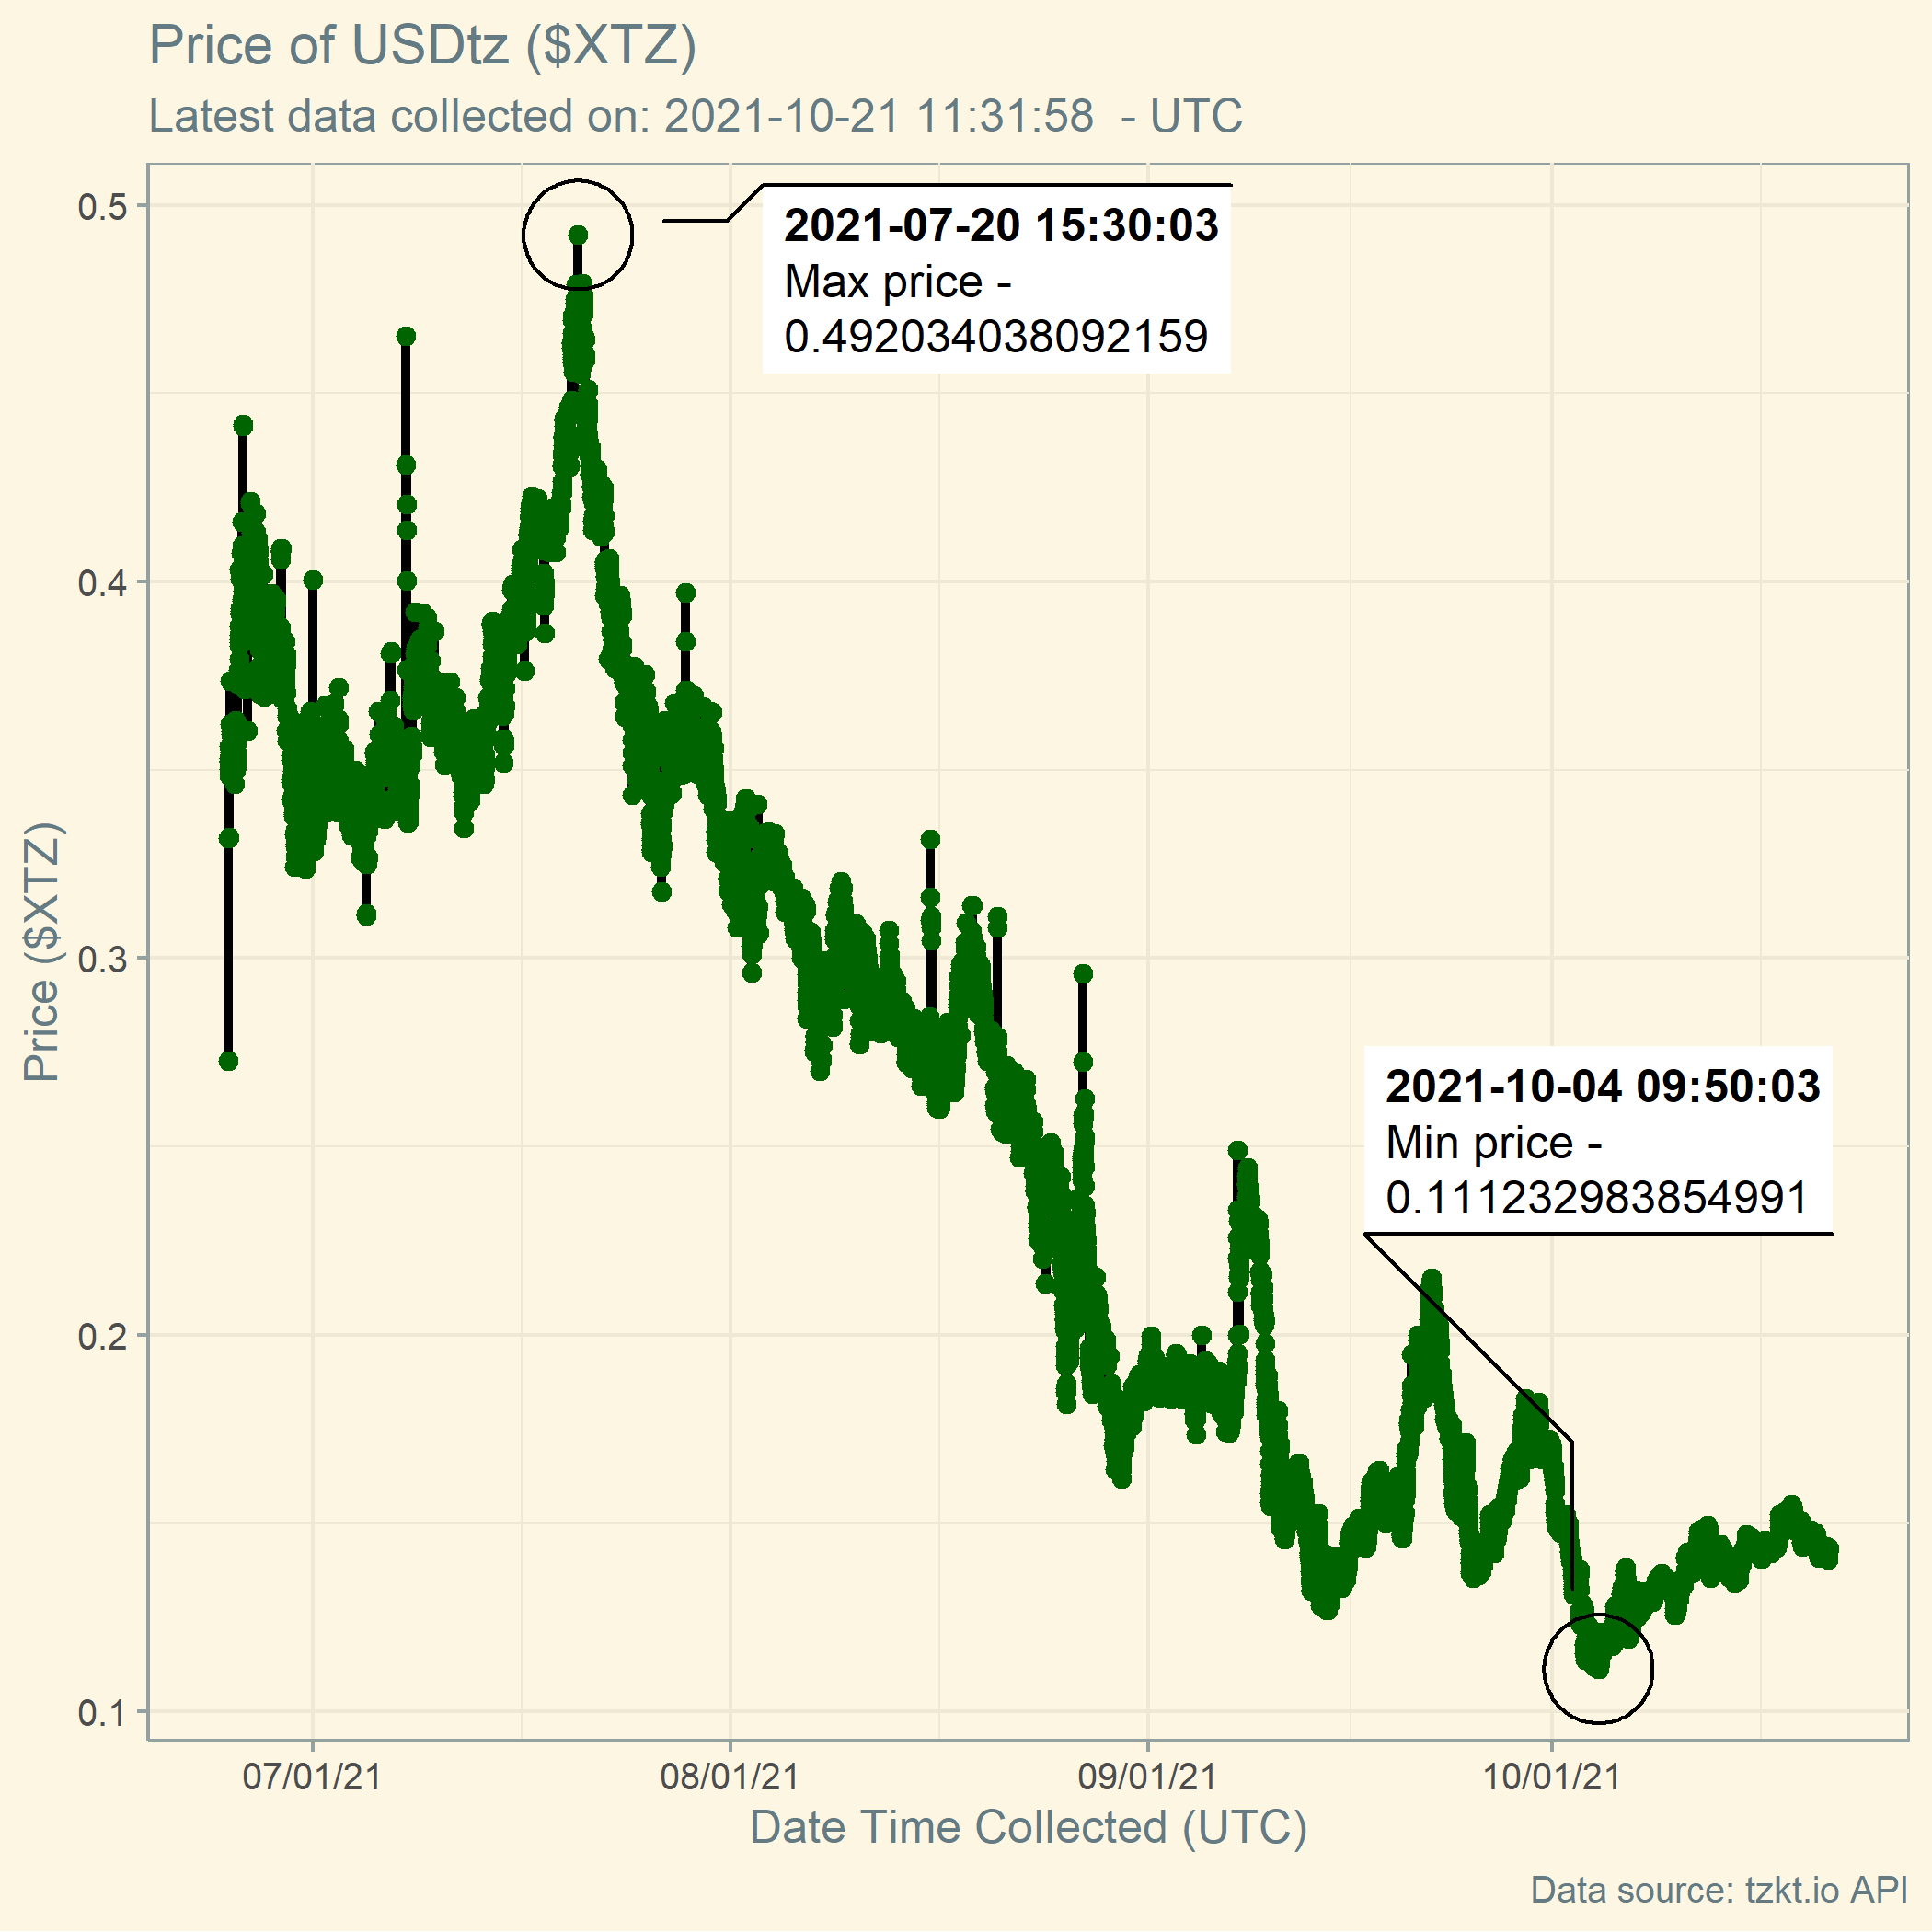 Price of USDtz ($XTZ)
Latest data collected on: 2021-10-21 11:31:58  - UTC
0.5
0.4
0.3
0.2
0.1
Price ($XTZ)
2021-07-20 15:30:03
Max price -
0.492034038092159
2021-10-04 09:50:03
Min price -
0.111232983854991
07/01/21
08/01/21
09/01/21
10/01/21
Date Time Collected (UTC)
Data source: tzkt.io API